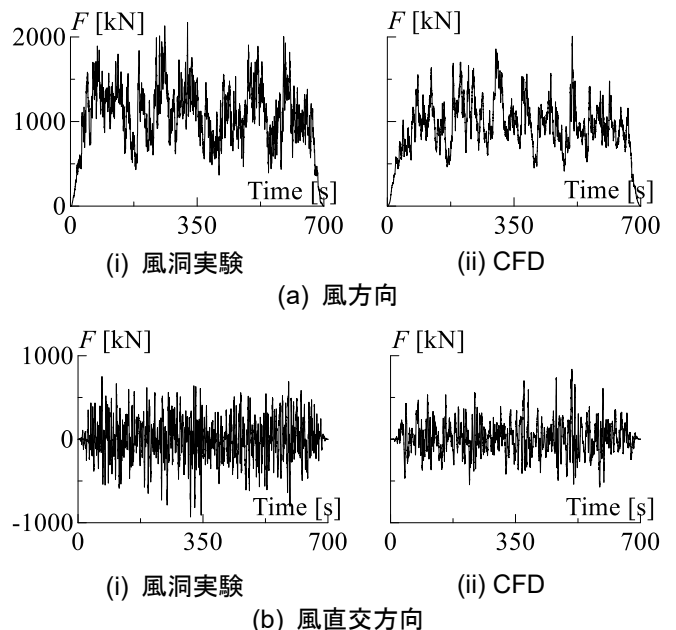 F [kN]
2000
1000
0
Time [s]
0 350 700
(i) 風洞実験
F [kN]
Time [s]
0 350 700
(ii) CFD
(a) 風方向
F [kN]
1000
0
-1000
Time [s]
0 350 700
(i) 風洞実験
F [kN]
Time [s]
0 350 700
(ii) CFD
(b) 風直交方向